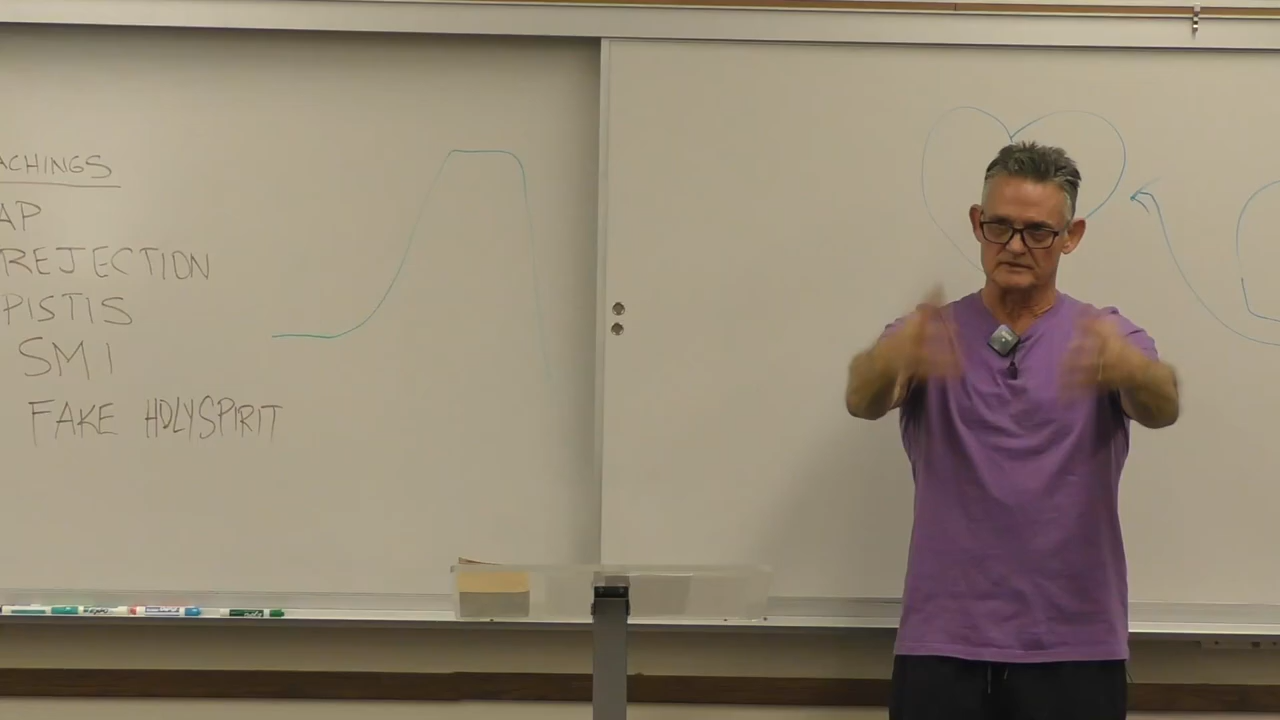 ACHINGS
AP
REJECTION
PISTIS
SMI
FAKE HOLYSPIRIT